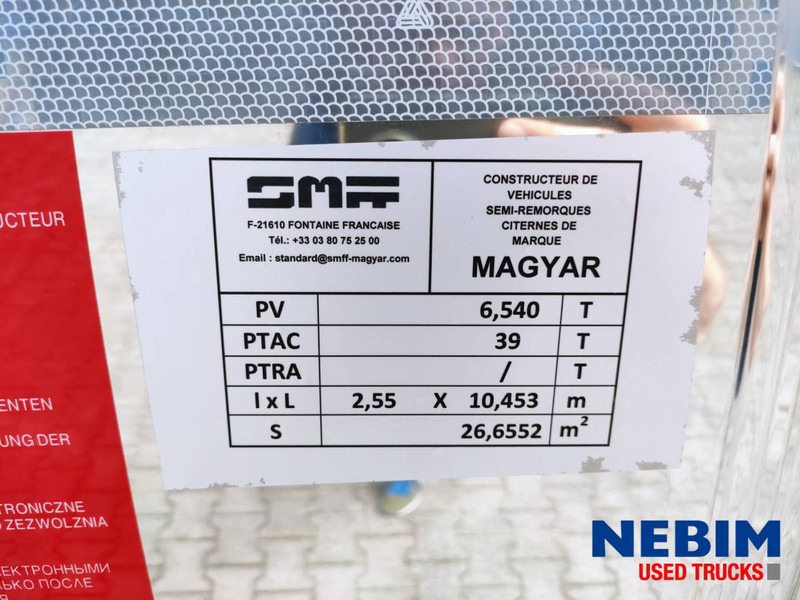 SMFF
F-21610 FONTAINE FRANCAISE
Tél.: +33 03 80 75 25 00
Email : standard@smff-magyar.com
CONSTRUCTEUR DE
VEHICULES
SEMI-REMORQUES
CITERNES DE
MARQUE
MAGYAR
PV 6,540 T
PTAC 39 T
PTRA / T
l x L 2,55 X 10,453 m
S 26,6552 m²
UCTEUR
ENTEN
UNG DER
TRONICZNE
ZEZWOLZNIA
ЕКТРОННЫМИ
ЬКО ПОСЛЕ
NEBIM
USED TRUCKS